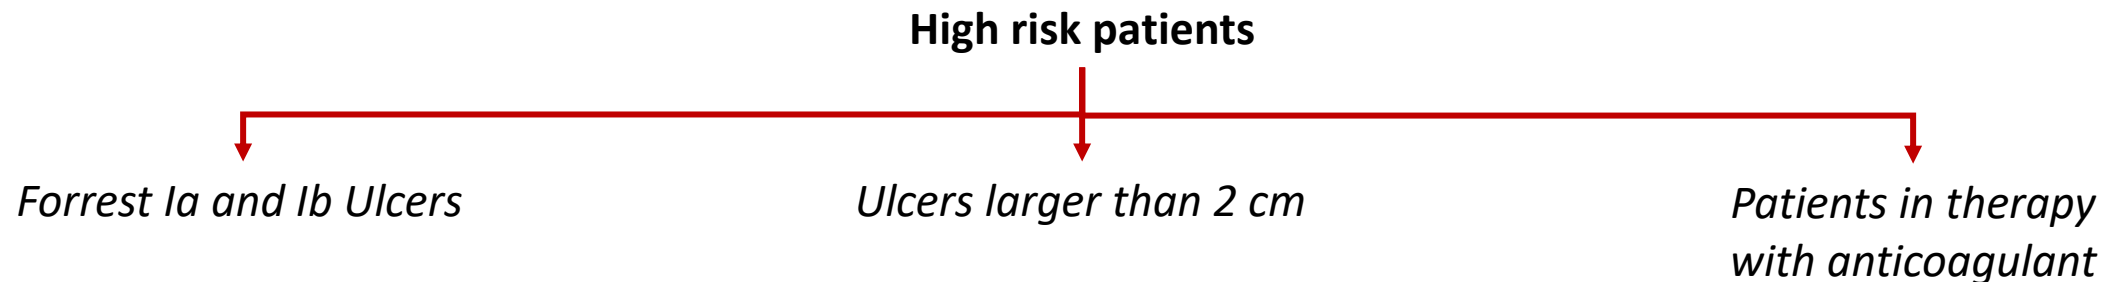 High risk patients
Forrest Ia and Ib Ulcers
Ulcers larger than 2 cm
Patients in therapy
with anticoagulant